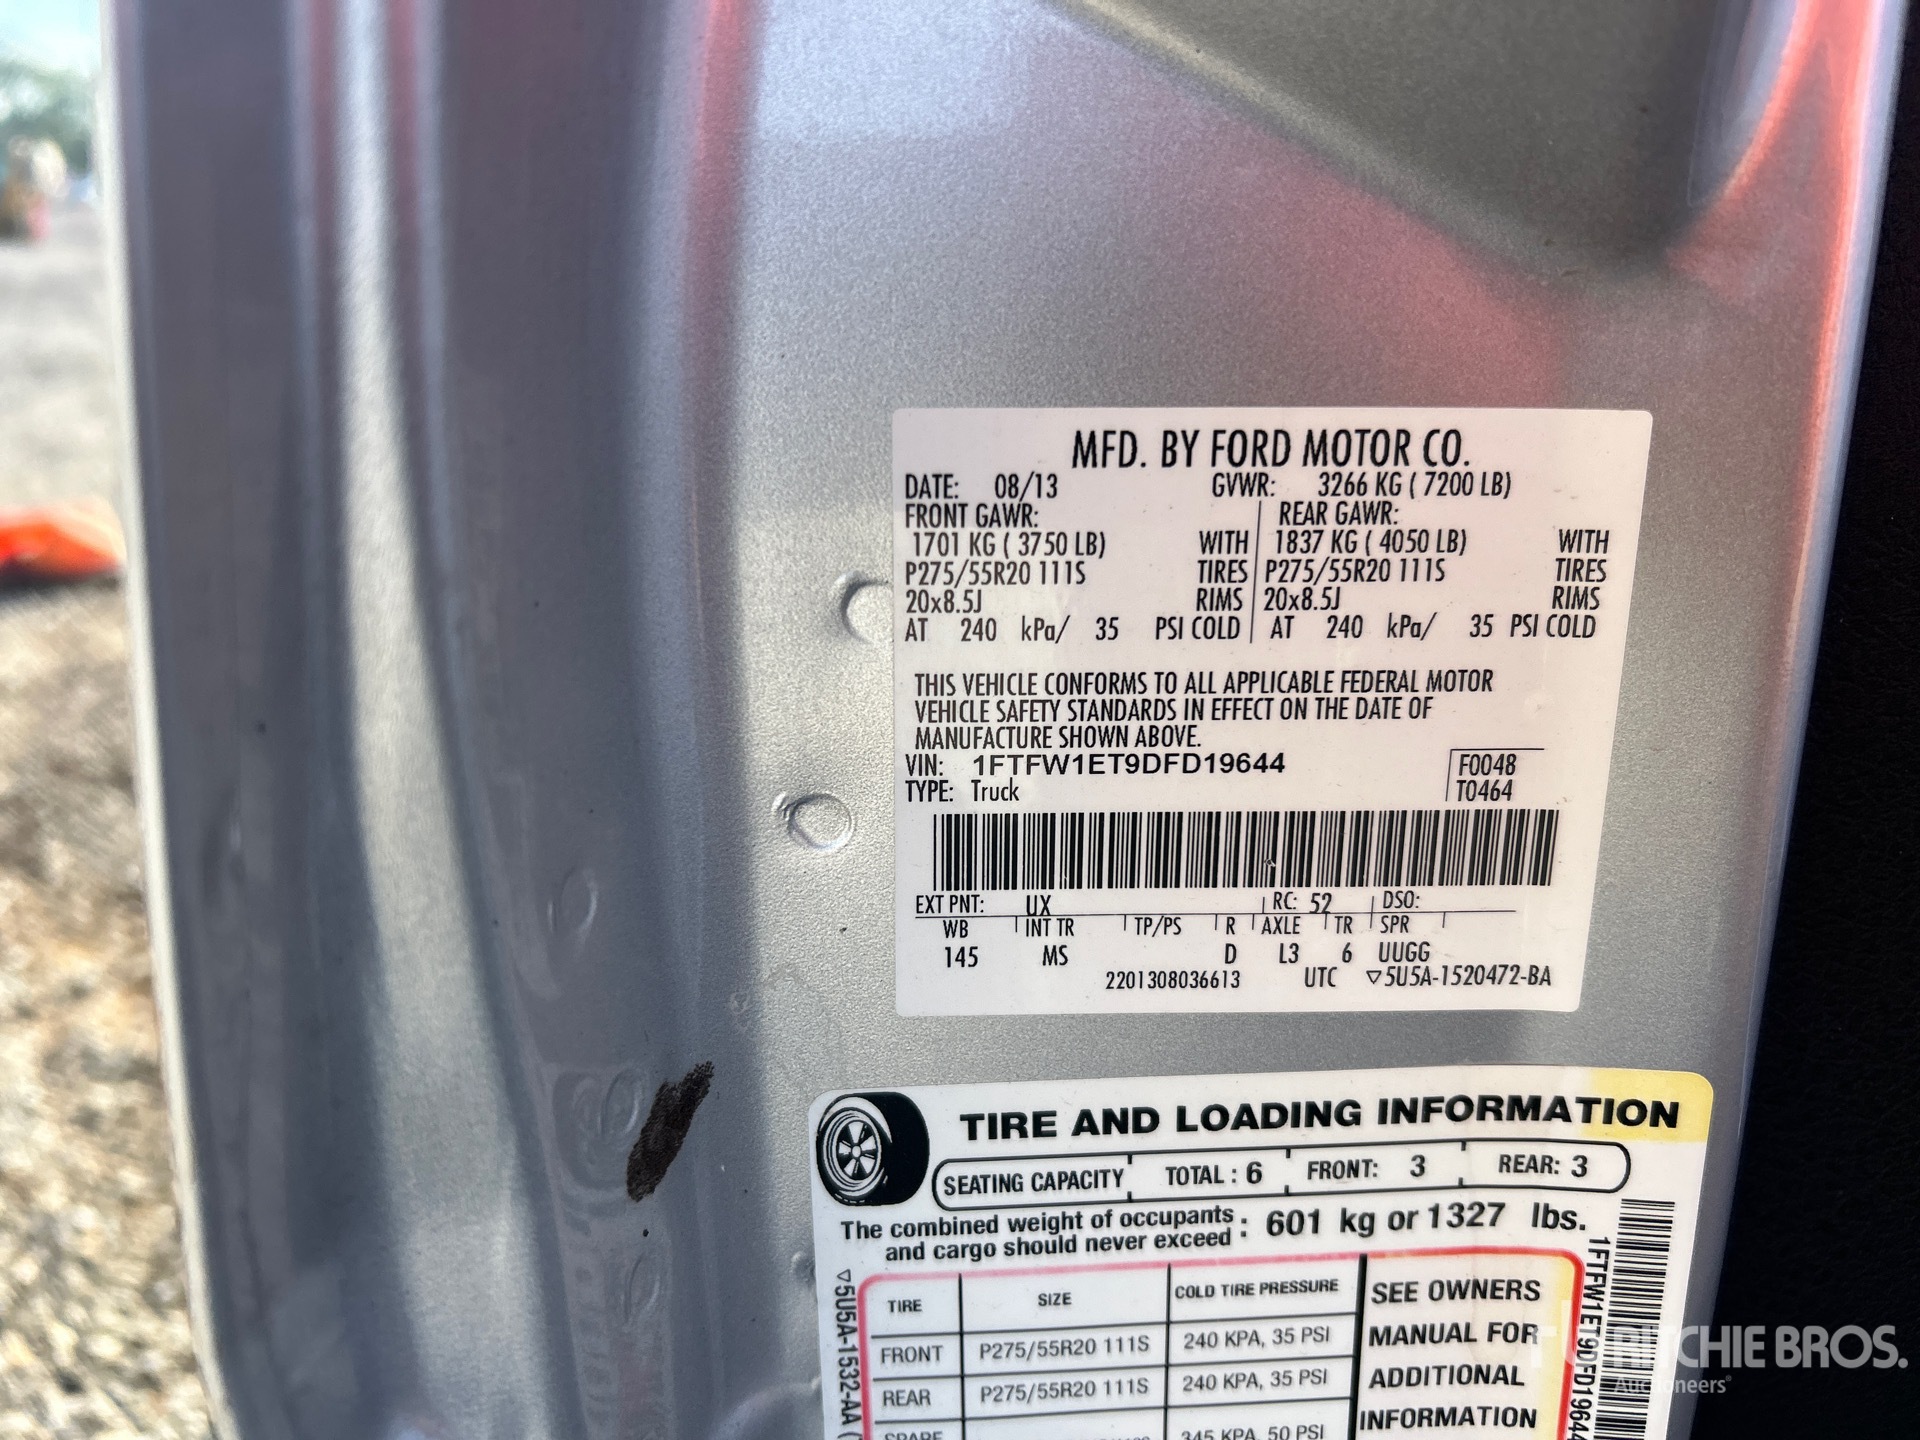 MFD. BY FORD MOTOR CO.
DATE: 08/13 GVWR: 3266 KG ( 7200 LB)
FRONT GAWR: REAR GAWR:
1701 KG ( 3750 LB) WITH 1837 KG ( 4050 LB) WITH
P275/55R20 111S TIRES P275/55R20 111S TIRES
20x8.5J RIMS 20x8.5J RIMS
AT 240 kPa/ 35 PSI COLD AT 240 kPa/ 35 PSI COLD
THIS VEHICLE CONFORMS TO ALL APPLICABLE FEDERAL MOTOR
VEHICLE SAFETY STANDARDS IN EFFECT ON THE DATE OF
MANUFACTURE SHOWN ABOVE.
VIN: 1FTFW1ET9DFD19644 F0048
TYPE: Truck T0464
EXT PNT: UX RC: 52 DSO:
WB INT TR TP/PS R AXLE TR SPR
145 MS D L3 6 UUGG
2201308036613 UTC ▽5U5A-1520472-BA
TIRE AND LOADING INFORMATION
SEATING CAPACITY TOTAL : 6 FRONT: 3 REAR: 3
The combined weight of occupants
and cargo should never exceed : 601 kg or 1327 lbs.
TIRE SIZE COLD TIRE PRESSURE
FRONT P275/55R20 111S 240 KPA, 35 PSI
REAR P275/55R20 111S 240 KPA, 35 PSI
SPARE 345 KPA, 50 PSI
SEE OWNERS
MANUAL FOR
ADDITIONAL
INFORMATION
▽5U5A-1532-AA (
1FTFW1ET9DFD19644
RITCHIE BROS.
Auctioneers®